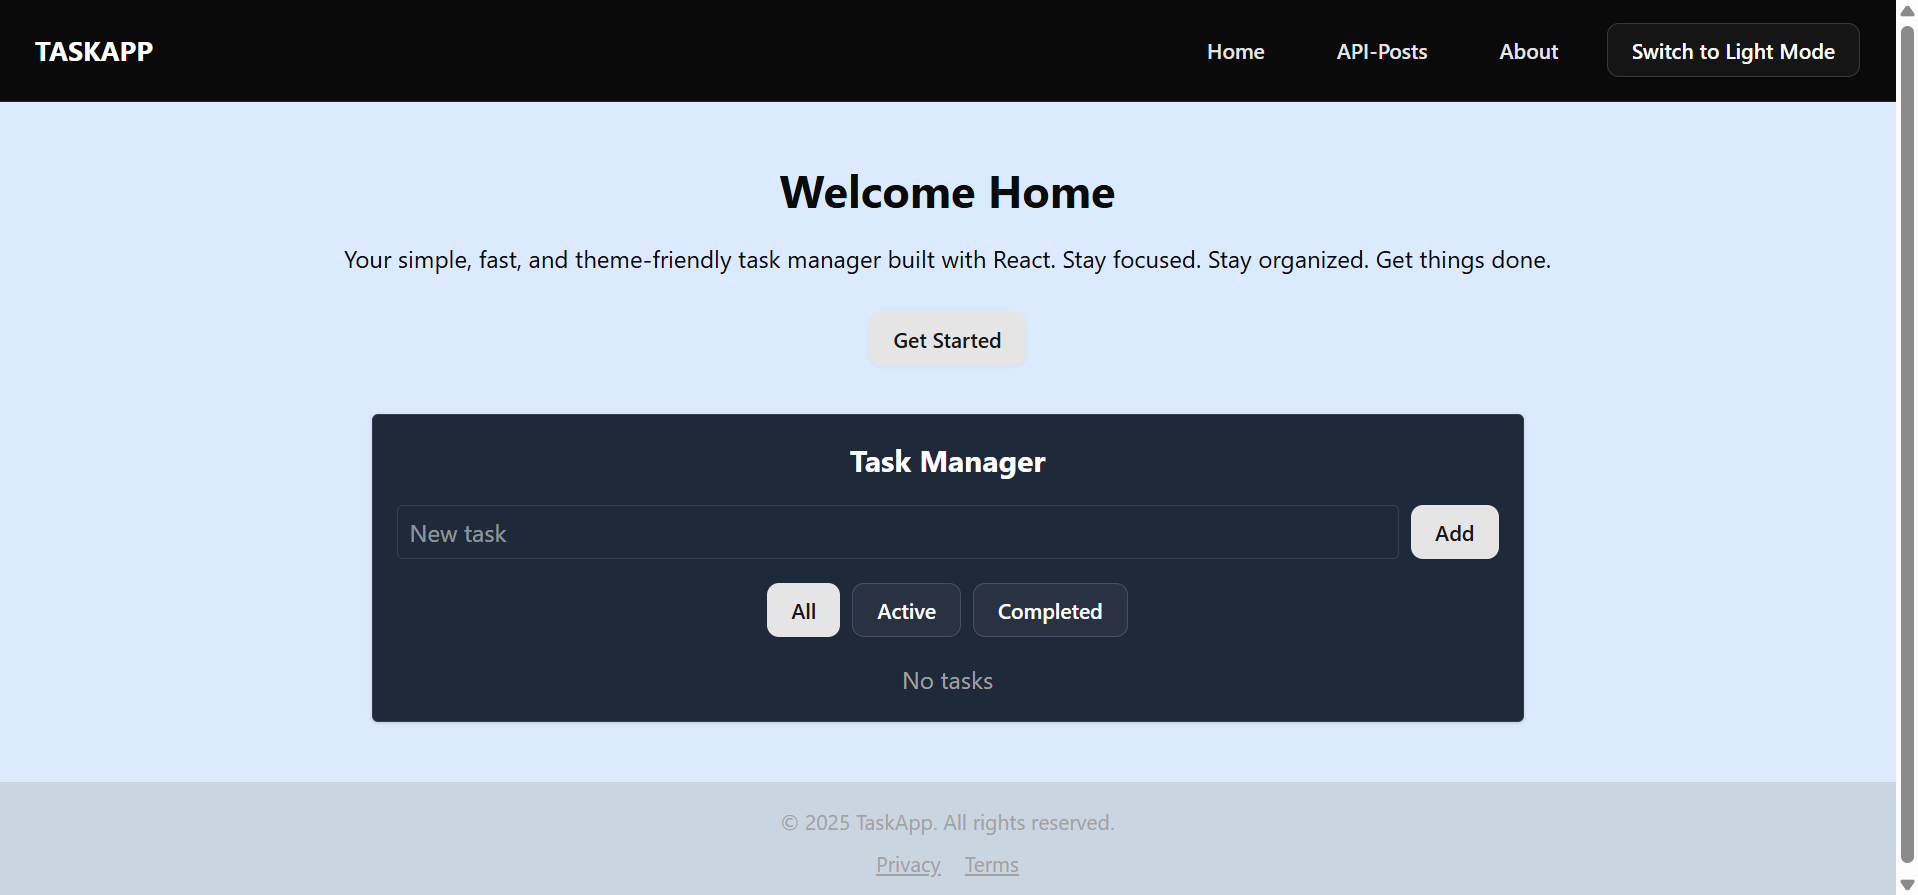 TASKAPP
Home API-Posts About Switch to Light Mode
Welcome Home
Your simple, fast, and theme-friendly task manager built with React. Stay focused. Stay organized. Get things done.
Get Started
Task Manager
New task Add
All Active Completed
No tasks
© 2025 TaskApp. All rights reserved.
Privacy Terms